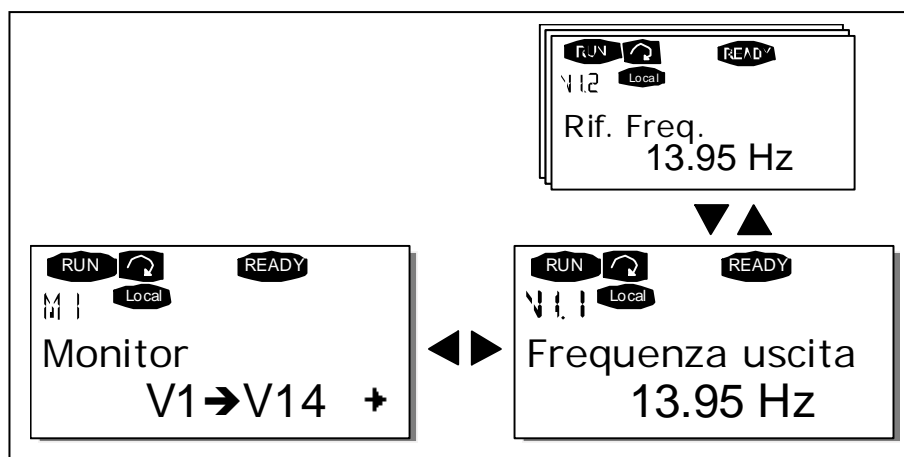 RUN READY
V1.2 Local
Rif. Freq.
13.95 Hz
RUN READY
M1 Local
Monitor
V1➔V14
RUN READY
V1.1 Local
Frequenza uscita
13.95 Hz